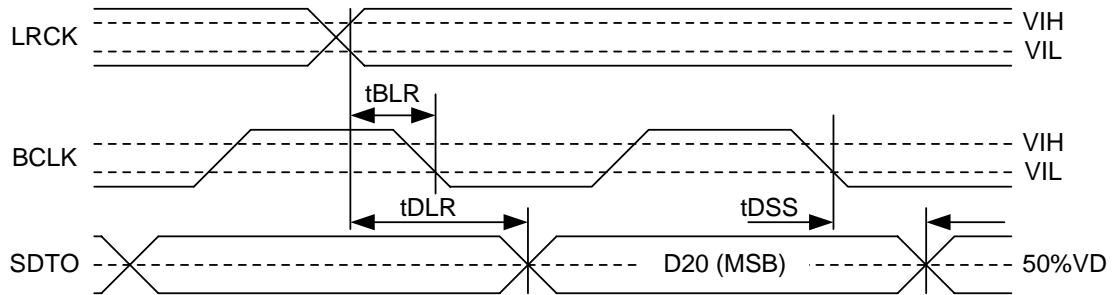 LRCK
VIH
VIL
tBLR
BCLK
VIH
VIL
tDLR
tDSS
SDTO
D20 (MSB)
50%VD